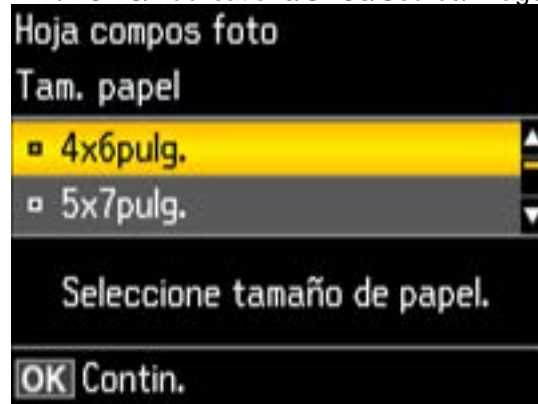 Hoja compos foto
Tam. papel
4x6pulg.
5x7pulg.
Seleccione tamaño de papel.
OK Contin.